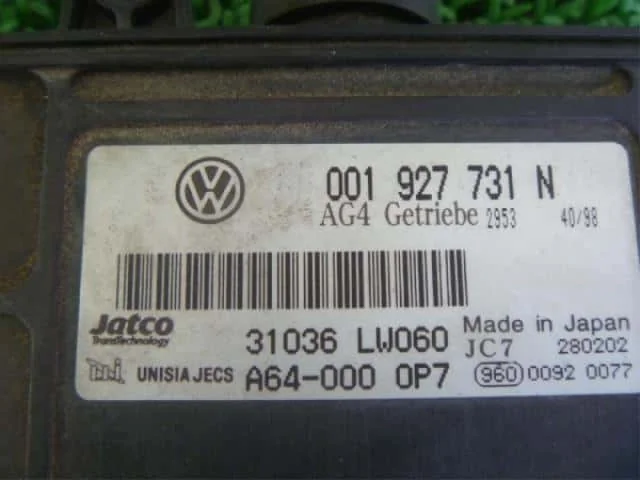 001 927 731 N
AG4 Getriebe 2953 40/98
Jatco
TransTechnology
31036 LW060
Made in Japan
JC7 280202
UNISIA JECS A64-000 0P7
960 0092 0077